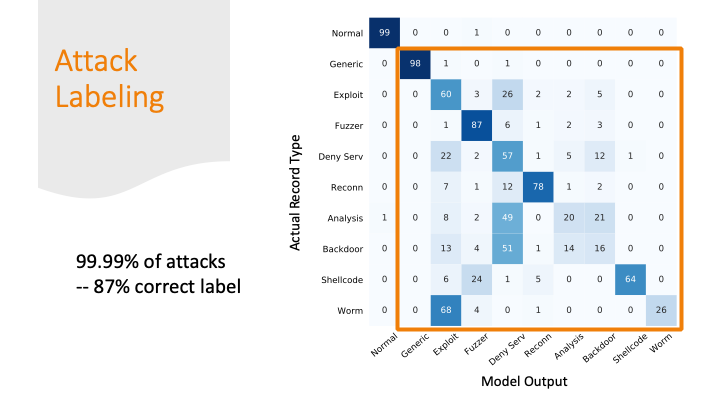 Attack
Labeling
99.99% of attacks
-- 87% correct label
Actual Record Type
Normal 99 0 0 1 0 0 0 0 0 0
Generic 0 98 1 0 1 0 0 0 0 0
Exploit 0 0 60 3 26 2 2 5 0 0
Fuzzer 0 0 1 87 6 1 2 3 0 0
Deny Serv 0 0 22 2 57 1 5 12 1 0
Reconn 0 0 7 1 12 78 1 2 0 0
Analysis 1 0 8 2 49 0 20 21 0 0
Backdoor 0 0 13 4 51 1 14 16 0 0
Shellcode 0 0 6 24 1 5 0 0 64 0
Worm 0 0 68 4 0 1 0 0 0 26
Normal Generic Exploit Fuzzer Deny Serv Reconn Analysis Backdoor Shellcode Worm
Model Output